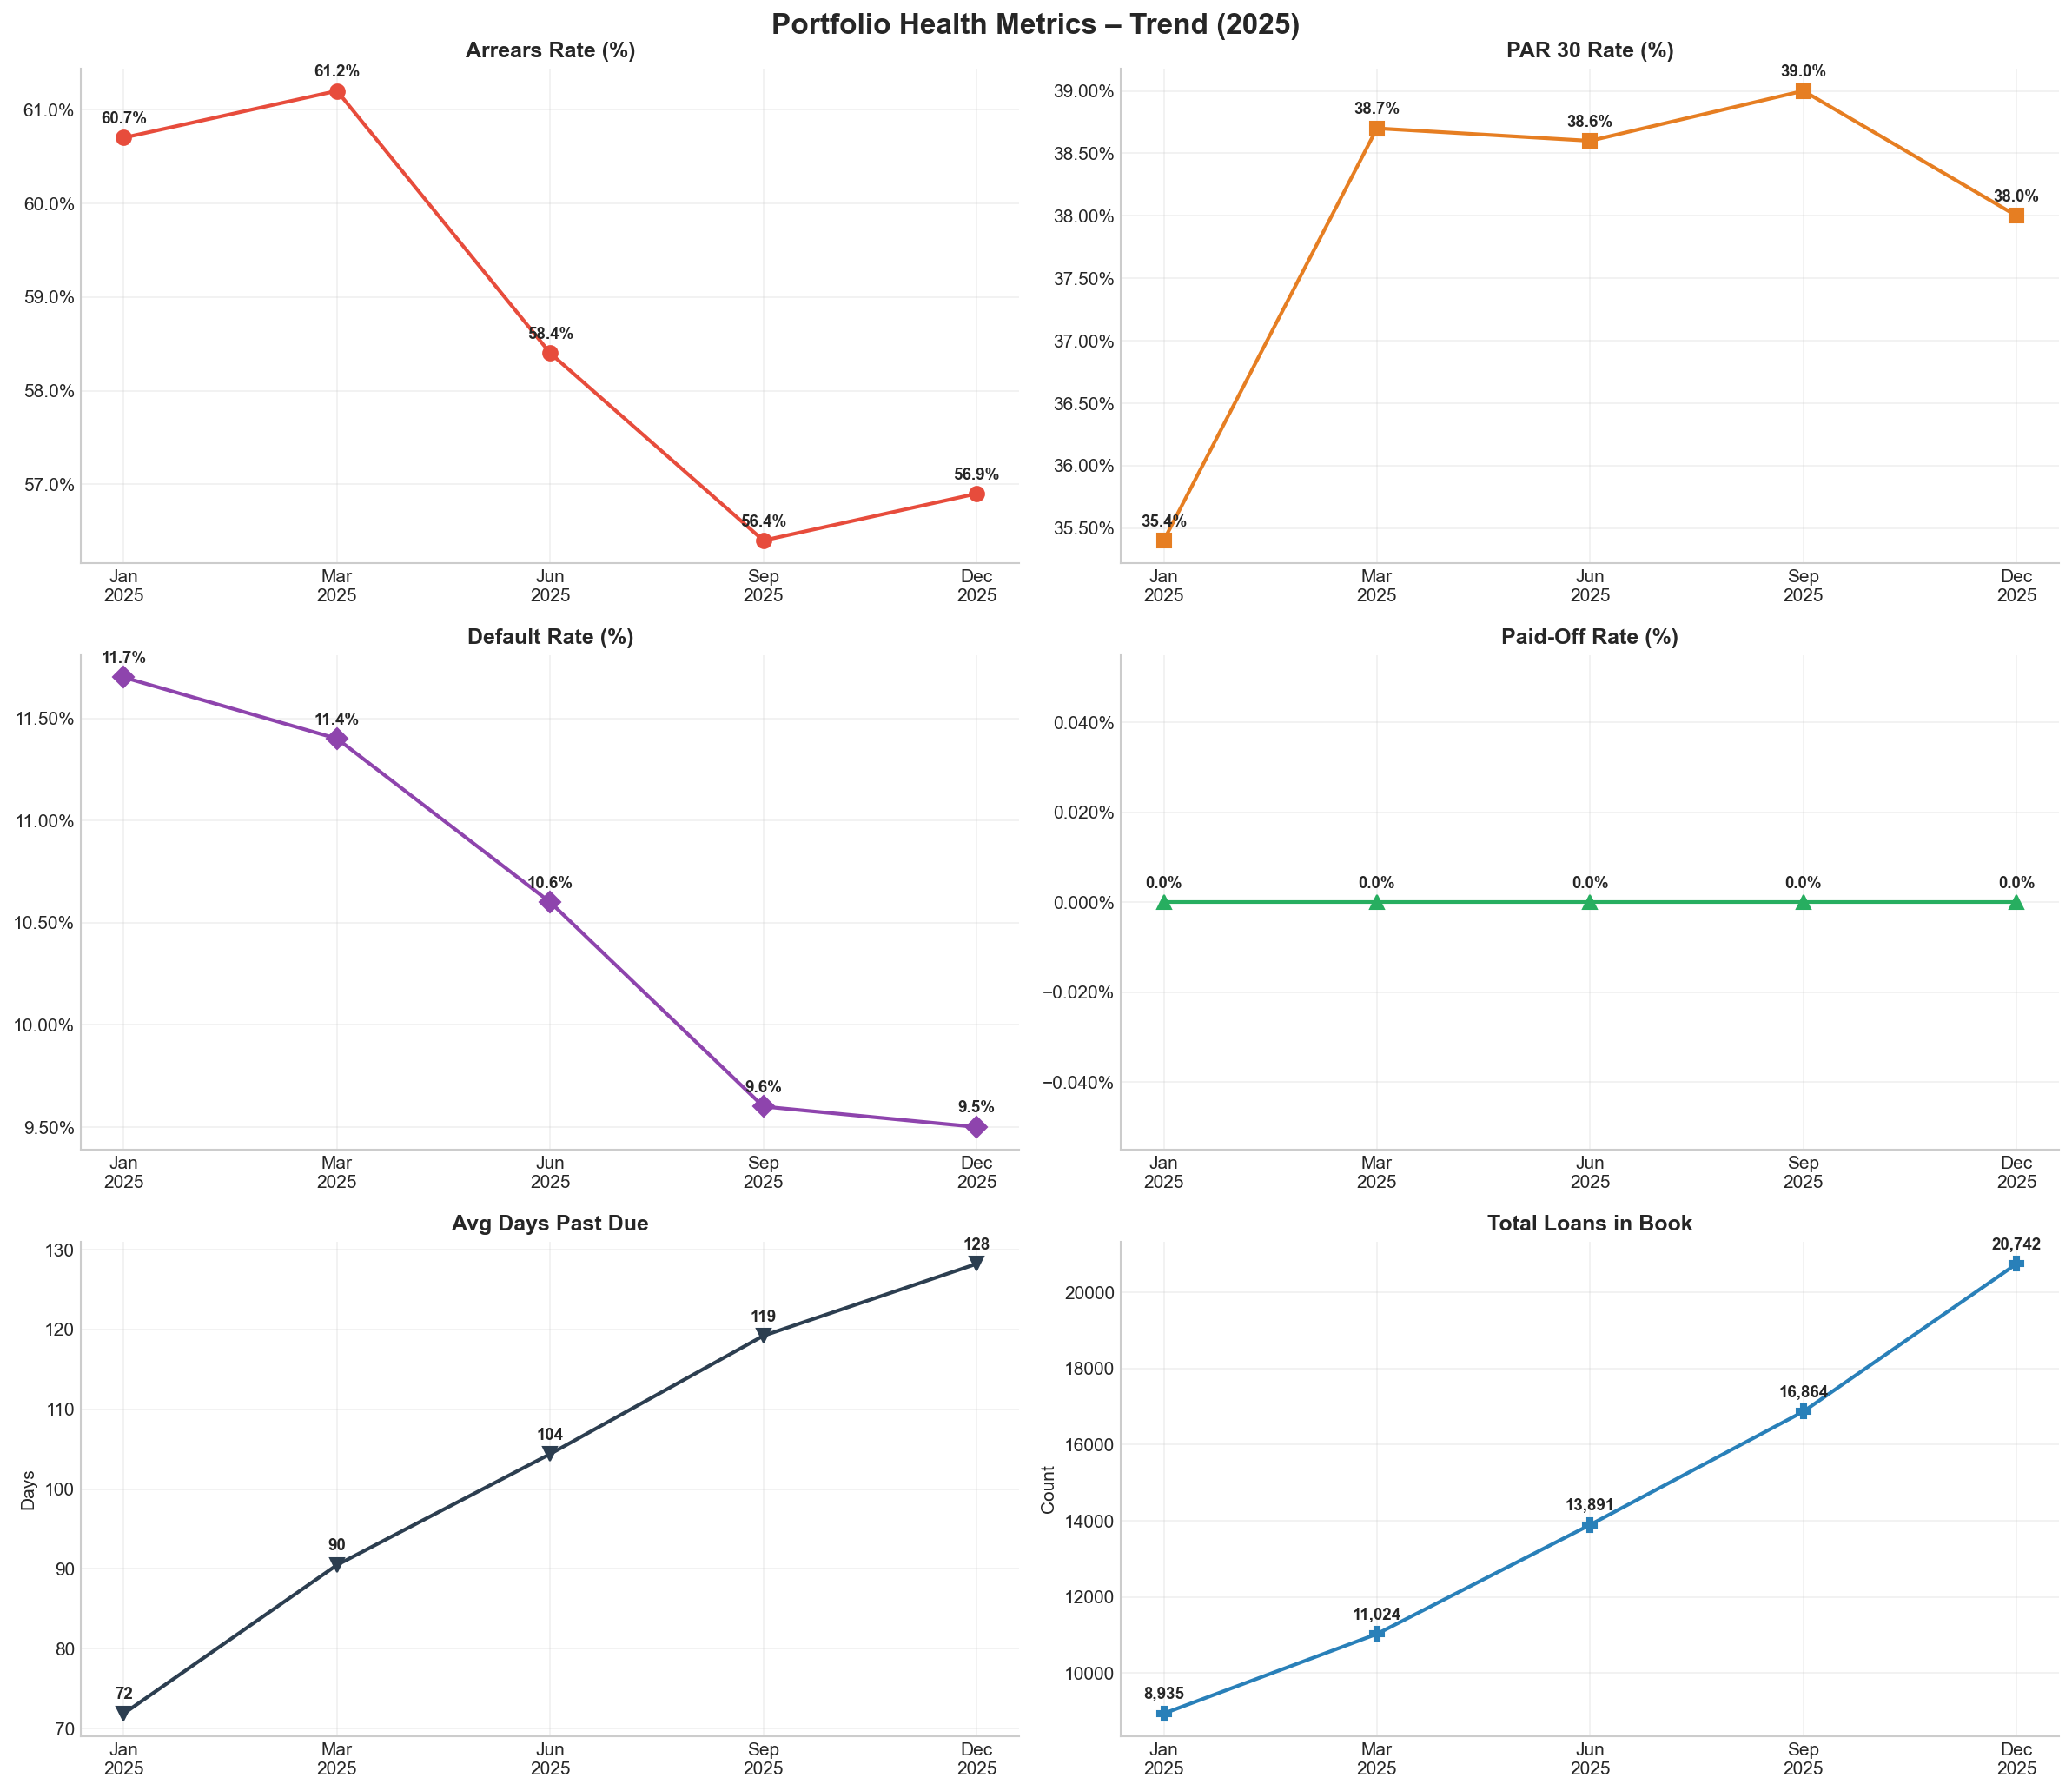 Portfolio Health Metrics – Trend (2025)
Arrears Rate (%)
61.0%
60.0%
59.0%
58.0%
57.0%
60.7%
61.2%
58.4%
56.4%
56.9%
Jan
2025
Mar
2025
Jun
2025
Sep
2025
Dec
2025
PAR 30 Rate (%)
39.00%
38.50%
38.00%
37.50%
37.00%
36.50%
36.00%
35.50%
35.4%
38.7%
38.6%
39.0%
38.0%
Jan
2025
Mar
2025
Jun
2025
Sep
2025
Dec
2025
Default Rate (%)
11.50%
11.00%
10.50%
10.00%
9.50%
11.7%
11.4%
10.6%
9.6%
9.5%
Jan
2025
Mar
2025
Jun
2025
Sep
2025
Dec
2025
Paid-Off Rate (%)
0.040%
0.020%
0.000%
−0.020%
−0.040%
0.0%
0.0%
0.0%
0.0%
0.0%
Jan
2025
Mar
2025
Jun
2025
Sep
2025
Dec
2025
Avg Days Past Due
Days
130
120
110
100
90
80
70
72
90
104
119
128
Jan
2025
Mar
2025
Jun
2025
Sep
2025
Dec
2025
Total Loans in Book
Count
20000
18000
16000
14000
12000
10000
8,935
11,024
13,891
16,864
20,742
Jan
2025
Mar
2025
Jun
2025
Sep
2025
Dec
2025